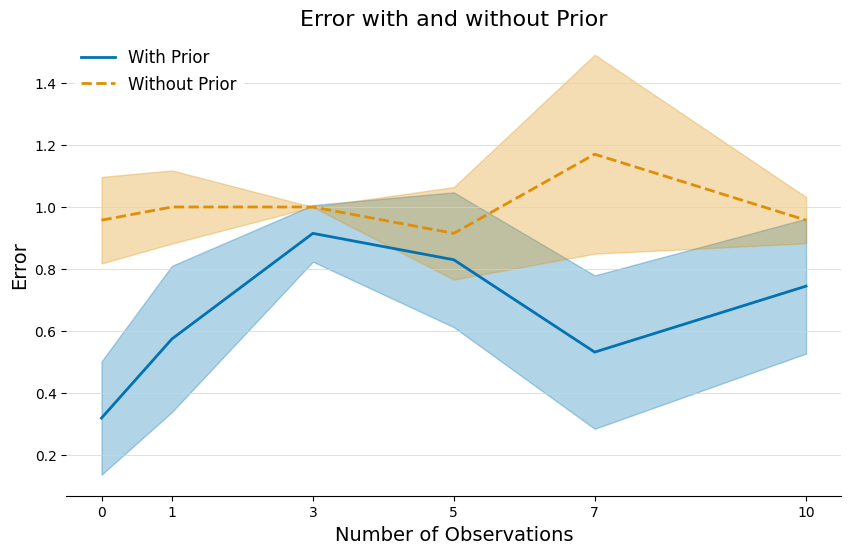 Error with and without Prior
With Prior
Without Prior
Error
1.4
1.2
1.0
0.8
0.6
0.4
0.2
0 1 3 5 7 10
Number of Observations